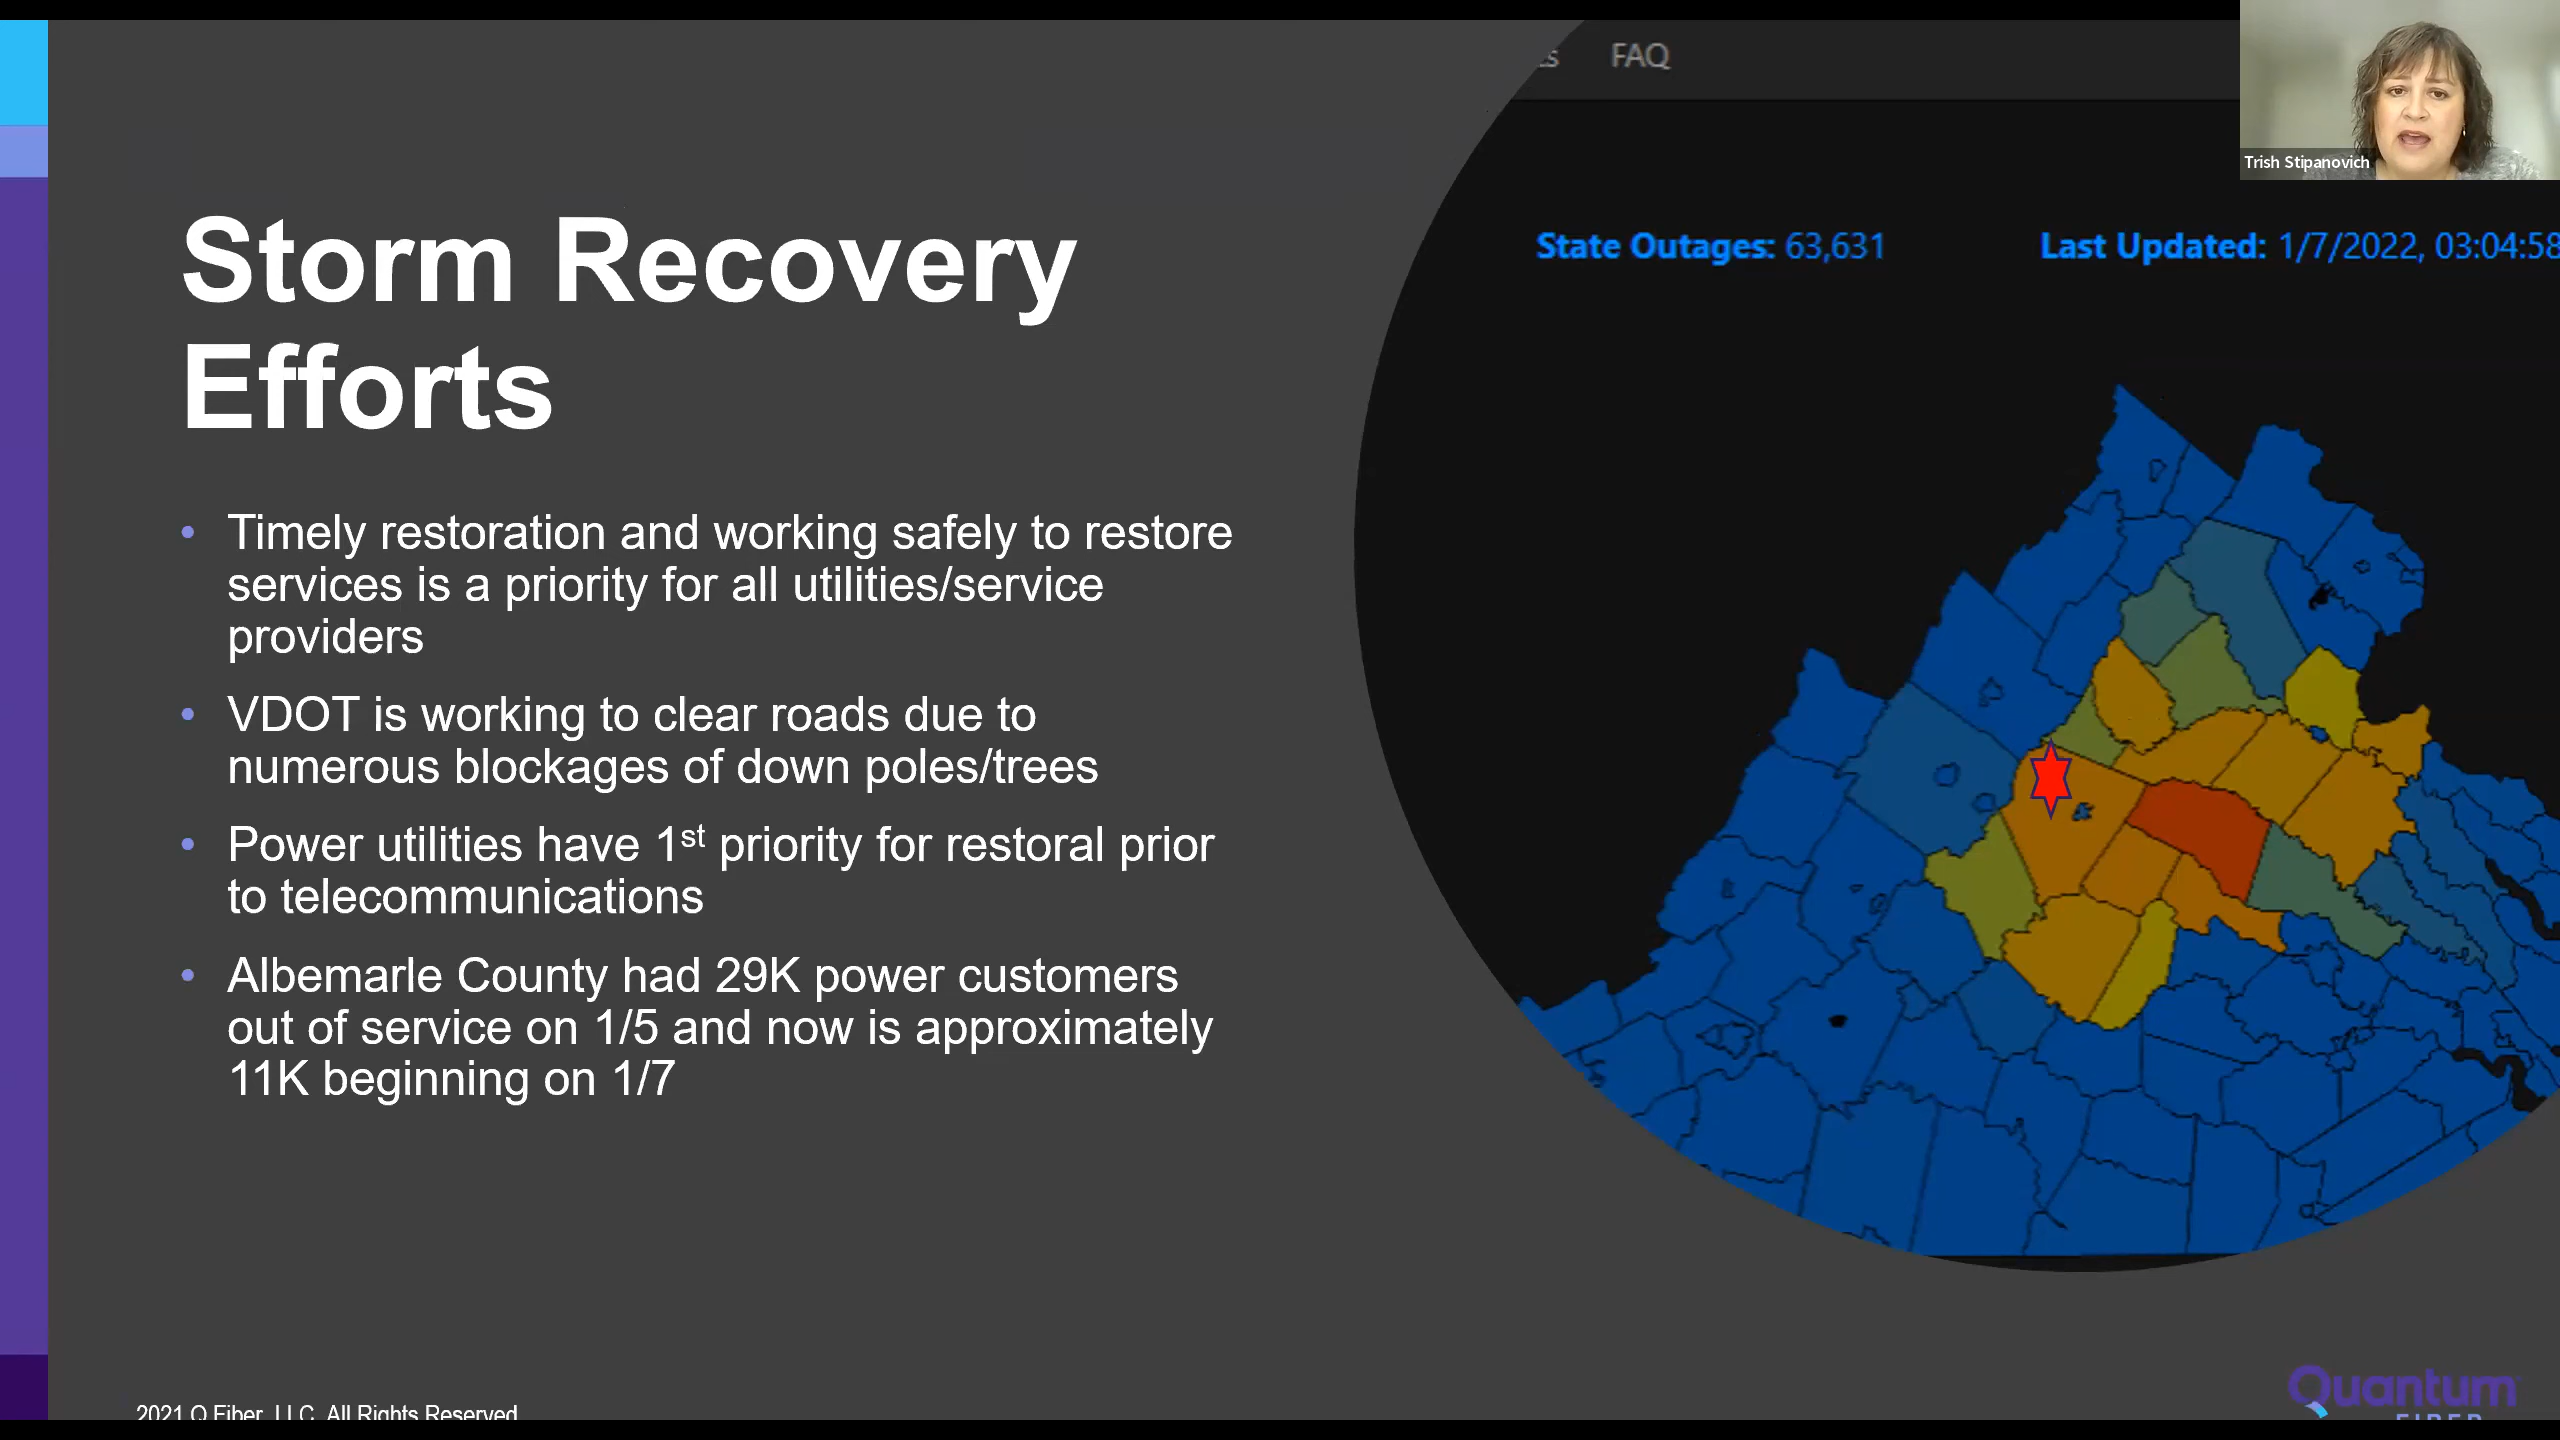 FAQ
Trish Stipanovich
State Outages: 63,631
Last Updated: 1/7/2022, 03:04:58
Storm Recovery
Efforts
• Timely restoration and working safely to restore
services is a priority for all utilities/service
providers
• VDOT is working to clear roads due to
numerous blockages of down poles/trees
• Power utilities have 1st priority for restoral prior
to telecommunications
• Albemarle County had 29K power customers
out of service on 1/5 and now is approximately
11K beginning on 1/7
2021 Q Fiber, LLC. All Rights Reserved
Quantum
FIBER